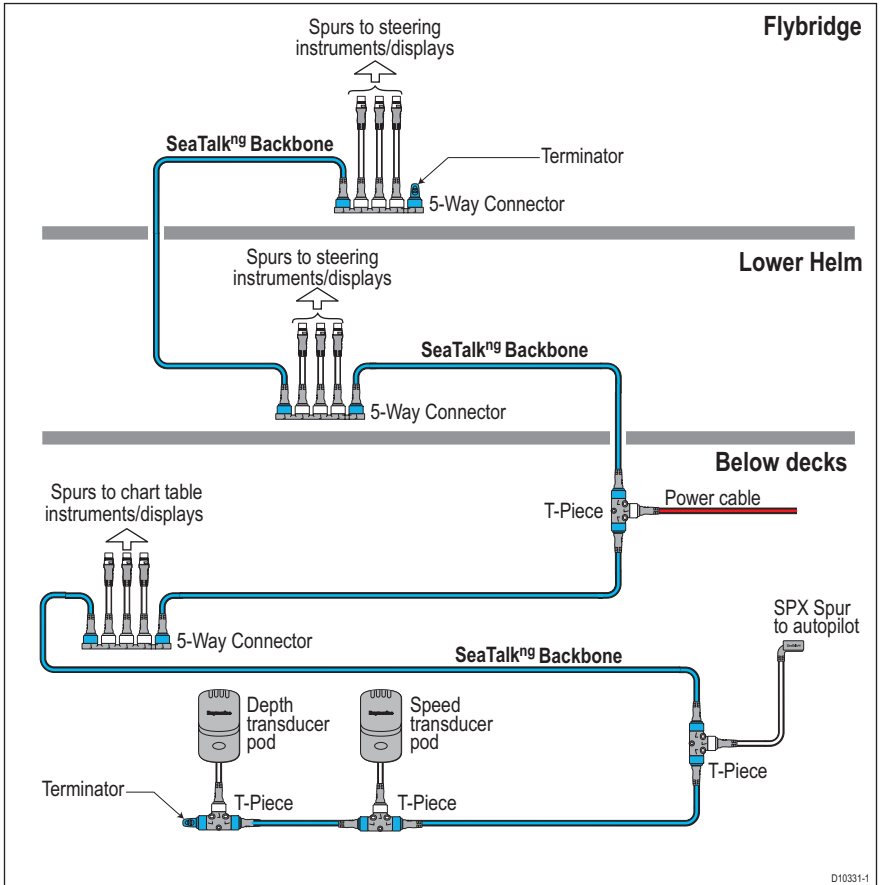 Flybridge
Spurs to steering
instruments/displays
SeaTalkng Backbone
Terminator
5-Way Connector
Lower Helm
Spurs to steering
instruments/displays
SeaTalkng Backbone
5-Way Connector
Below decks
Spurs to chart table
instruments/displays
T-Piece
Power cable
5-Way Connector
SPX Spur
to autopilot
SeaTalkng Backbone
Depth
transducer
pod
Speed
transducer
pod
T-Piece
Terminator
T-Piece
T-Piece
D10331-1